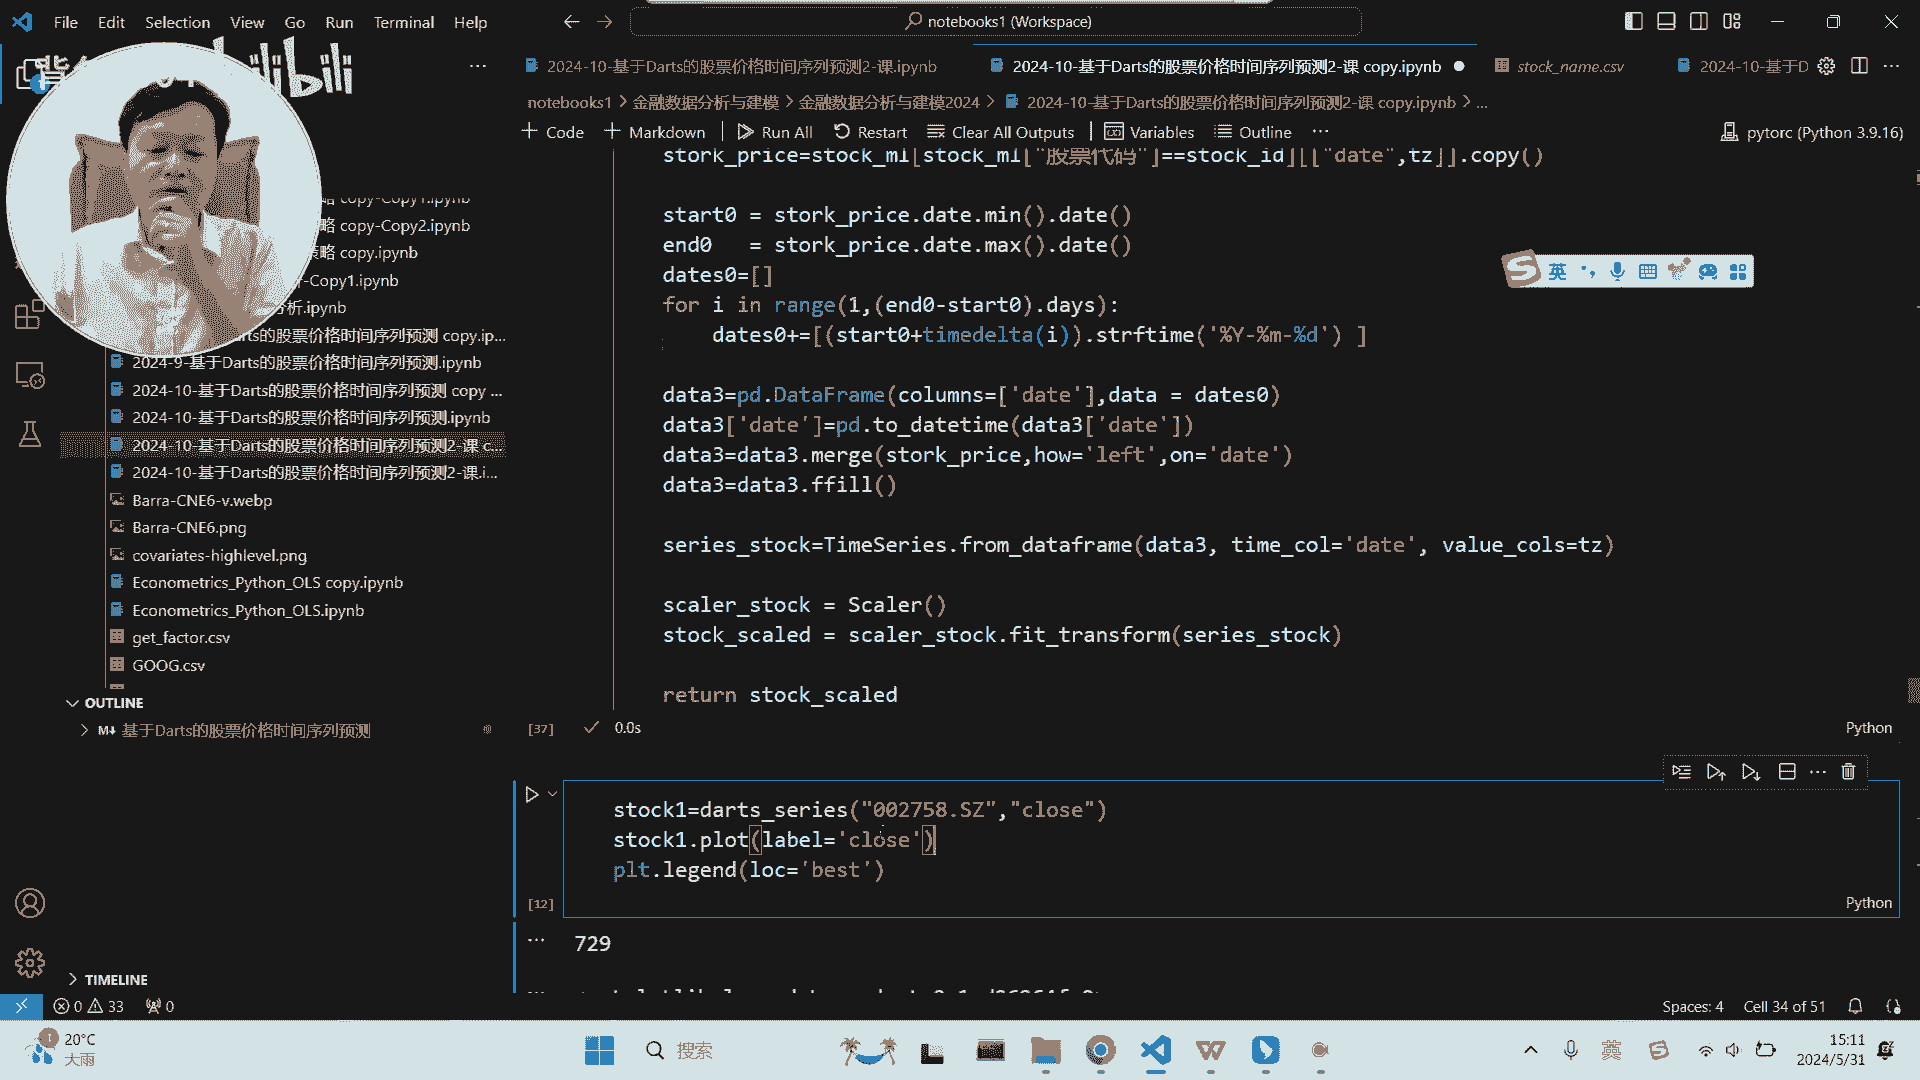 File Edit Selection View Go Run Terminal Help
notebooks1 (Workspace)
2024-10-基于Darts的股票价格时间序列预测2-课.ipynb
2024-10-基于Darts的股票价格时间序列预测2-课 copy.ipynb
stock_name.csv
2024-10-基于D
notebooks1 > 金融数据分析与建模 > 金融数据分析与建模2024 > 2024-10-基于Darts的股票价格时间序列预测2-课 copy.ipynb > ...
+ Code + Markdown Run All Restart Clear All Outputs Variables Outline ...
pytorc (Python 3.9.16)
stork_price=stock_ml[stock_ml["股票代码"]==stock_id][["date",tz]].copy()
start0 = stork_price.date.min().date()
end0   = stork_price.date.max().date()
dates0=[]
for i in range(1,(end0-start0).days):
    dates0+=[(start0+timedelta(i)).strftime('%Y-%m-%d') ]
data3=pd.DataFrame(columns=['date'],data = dates0)
data3['date']=pd.to_datetime(data3['date'])
data3=data3.merge(stork_price,how='left',on='date')
data3=data3.ffill()
series_stock=TimeSeries.from_dataframe(data3, time_col='date', value_cols=tz)
scaler_stock = Scaler()
stock_scaled = scaler_stock.fit_transform(series_stock)
return stock_scaled
[37] 0.0s
Python
stock1=darts_series("002758.SZ","close")
stock1.plot(label='close')
plt.legend(loc='best')
[12]
Python
... 729
英
bilibili
略 copy-Copy1.ipynb
略 copy-Copy2.ipynb
策略 copy.ipynb
-Copy1.ipynb
分析.ipynb
arts的股票价格时间序列预测 copy.ip...
2024-9-基于Darts的股票价格时间序列预测.ipynb
2024-10-基于Darts的股票价格时间序列预测 copy ...
2024-10-基于Darts的股票价格时间序列预测.ipynb
2024-10-基于Darts的股票价格时间序列预测2-课 c...
2024-10-基于Darts的股票价格时间序列预测2-课.i...
Barra-CNE6-v.webp
Barra-CNE6.png
covariates-highlevel.png
Econometrics_Python_OLS copy.ipynb
Econometrics_Python_OLS.ipynb
get_factor.csv
GOOG.csv
OUTLINE
M↓ 基于Darts的股票价格时间序列预测
TIMELINE
0 33 0
Spaces: 4 Cell 34 of 51
20°C
大雨
搜索
英
15:11
2024/5/31